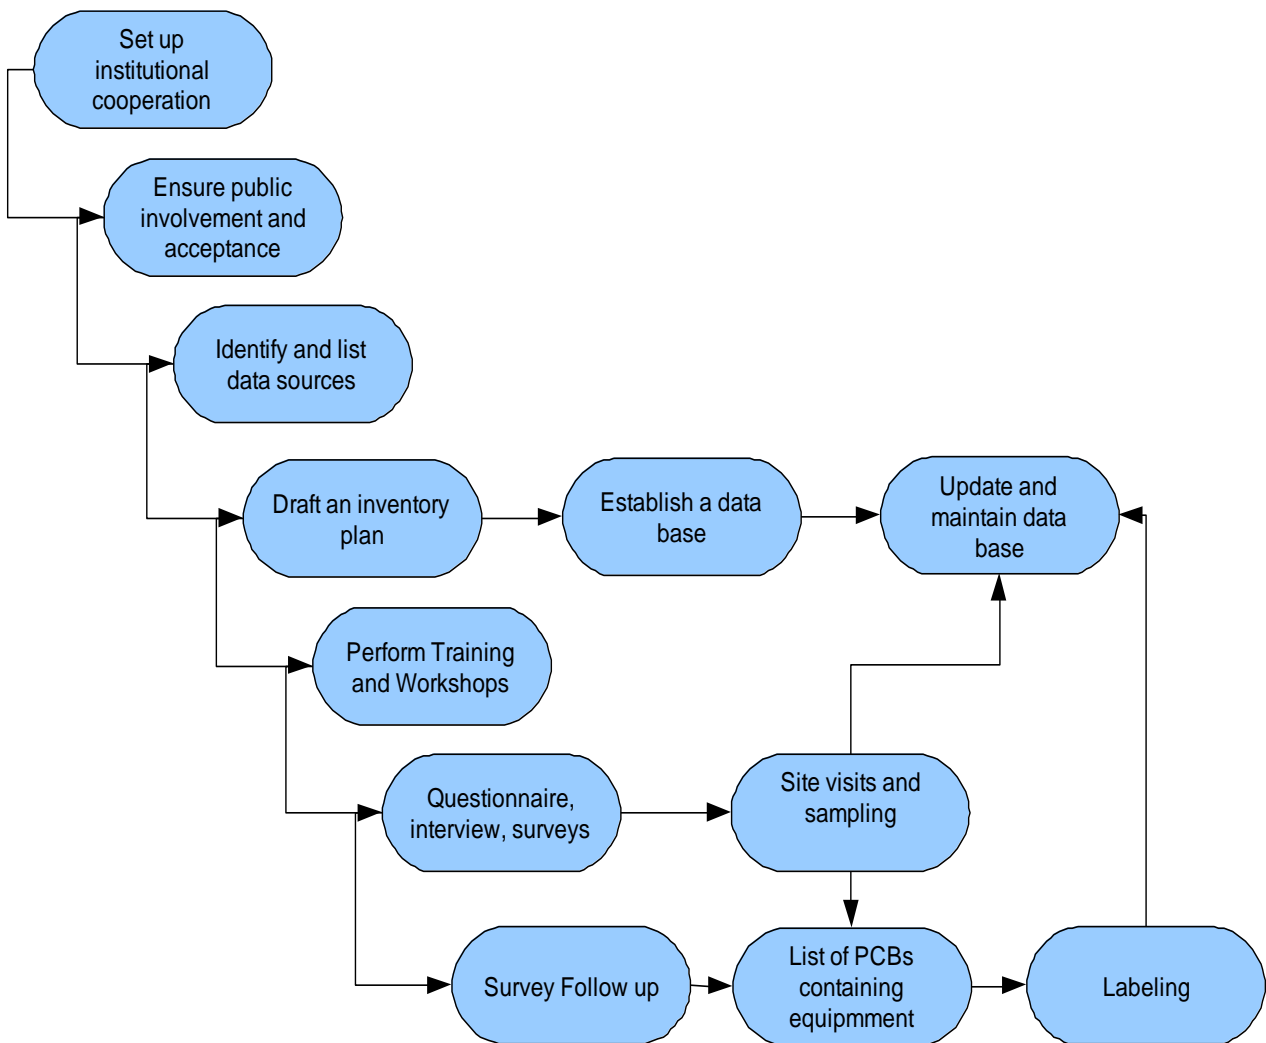 Set up
institutional
cooperation
Ensure public
involvement and
acceptance
Identify and list
data sources
Draft an inventory
plan
Establish a data
base
Update and
maintain data
base
Perform Training
and Workshops
Questionnaire,
interview, surveys
Site visits and
sampling
Survey Follow up
List of PCBs
containing
equipmment
Labeling